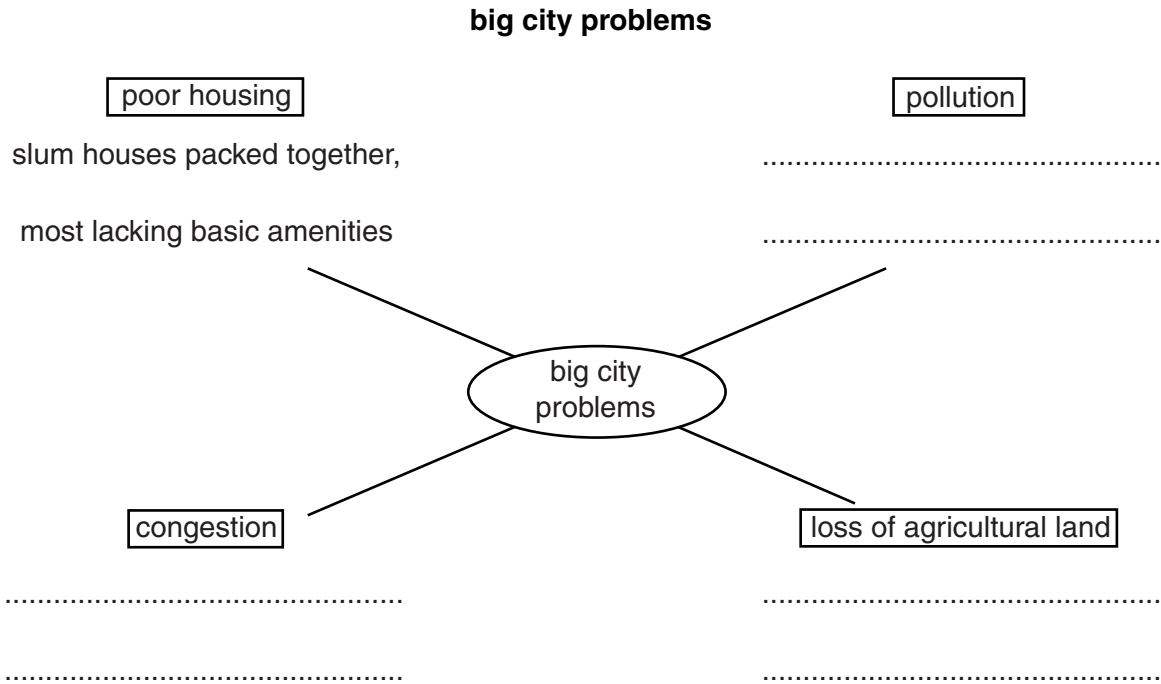 big city problems
poor housing
slum houses packed together,
most lacking basic amenities
pollution
................................................
................................................
big city
problems
congestion
................................................
................................................
loss of agricultural land
................................................
................................................